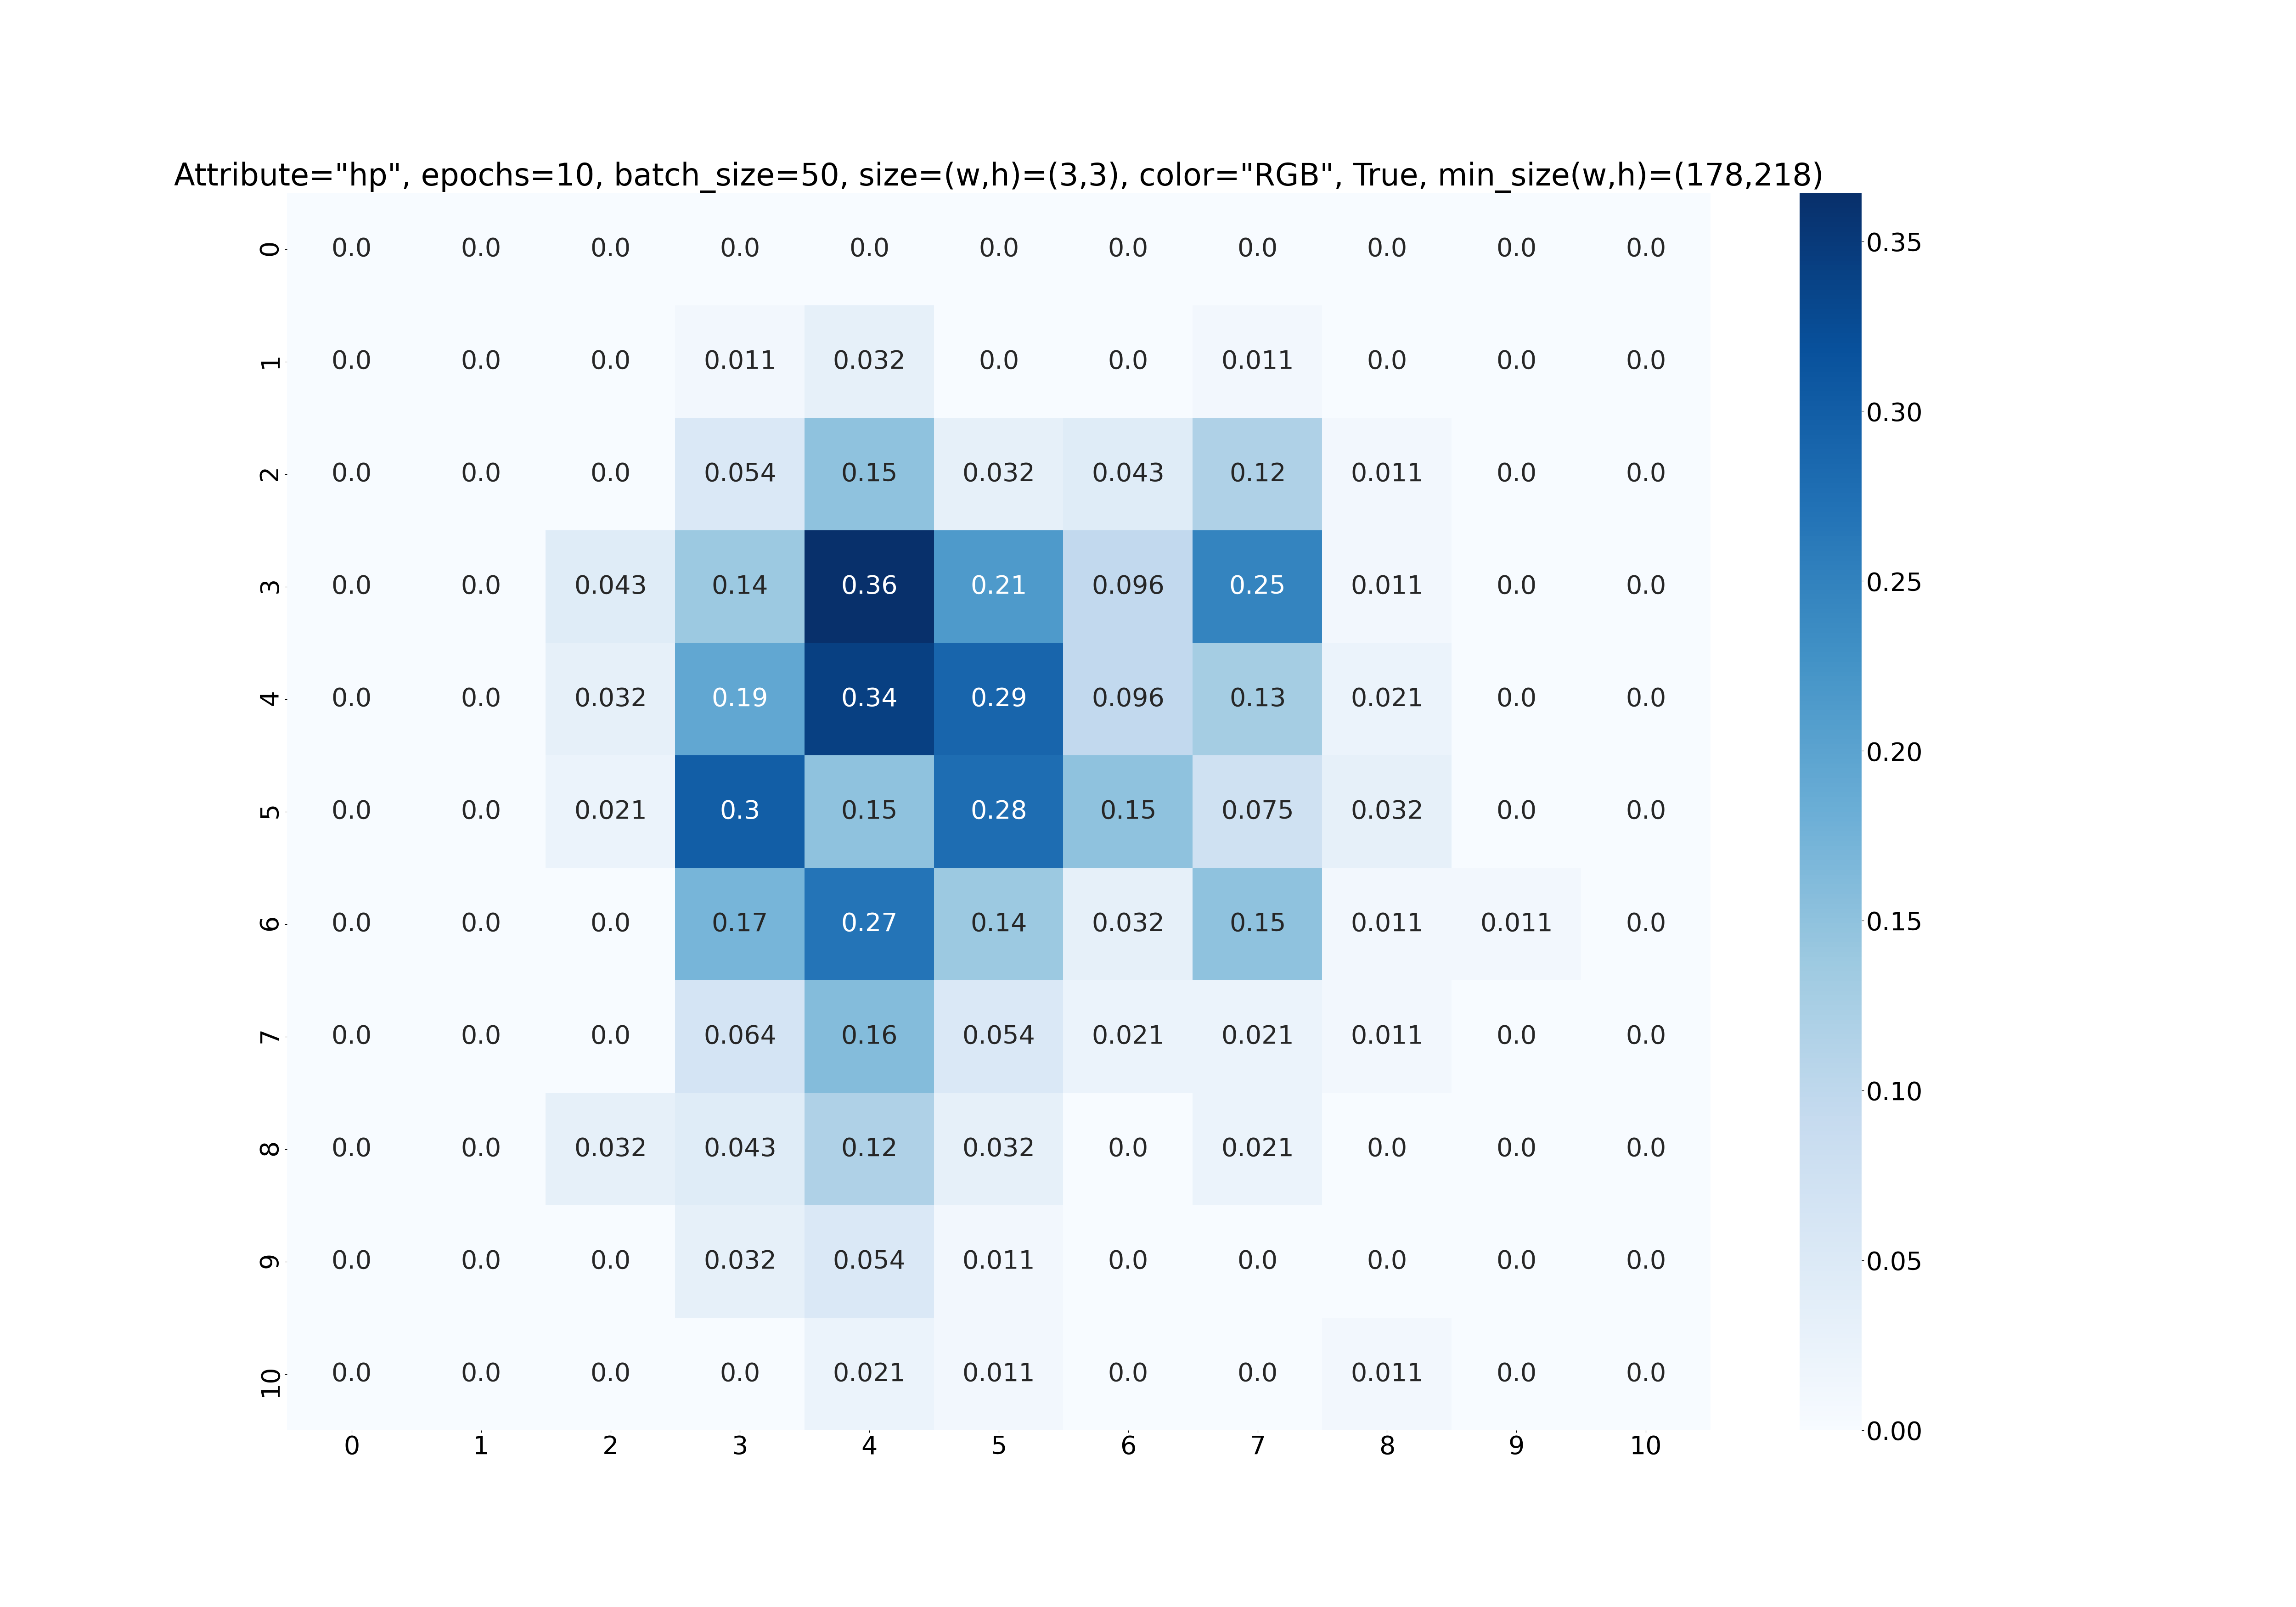 Attribute="hp", epochs=10, batch_size=50, size=(w,h)=(3,3), color="RGB", True, min_size(w,h)=(178,218)
0 0.0 0.0 0.0 0.0 0.0 0.0 0.0 0.0 0.0 0.0 0.0
1 0.0 0.0 0.0 0.011 0.032 0.0 0.0 0.011 0.0 0.0 0.0
2 0.0 0.0 0.0 0.054 0.15 0.032 0.043 0.12 0.011 0.0 0.0
3 0.0 0.0 0.043 0.14 0.36 0.21 0.096 0.25 0.011 0.0 0.0
4 0.0 0.0 0.032 0.19 0.34 0.29 0.096 0.13 0.021 0.0 0.0
5 0.0 0.0 0.021 0.3 0.15 0.28 0.15 0.075 0.032 0.0 0.0
6 0.0 0.0 0.0 0.17 0.27 0.14 0.032 0.15 0.011 0.011 0.0
7 0.0 0.0 0.0 0.064 0.16 0.054 0.021 0.021 0.011 0.0 0.0
8 0.0 0.0 0.032 0.043 0.12 0.032 0.0 0.021 0.0 0.0 0.0
9 0.0 0.0 0.0 0.032 0.054 0.011 0.0 0.0 0.0 0.0 0.0
10 0.0 0.0 0.0 0.0 0.021 0.011 0.0 0.0 0.011 0.0 0.0
0 1 2 3 4 5 6 7 8 9 10
0.35
0.30
0.25
0.20
0.15
0.10
0.05
0.00